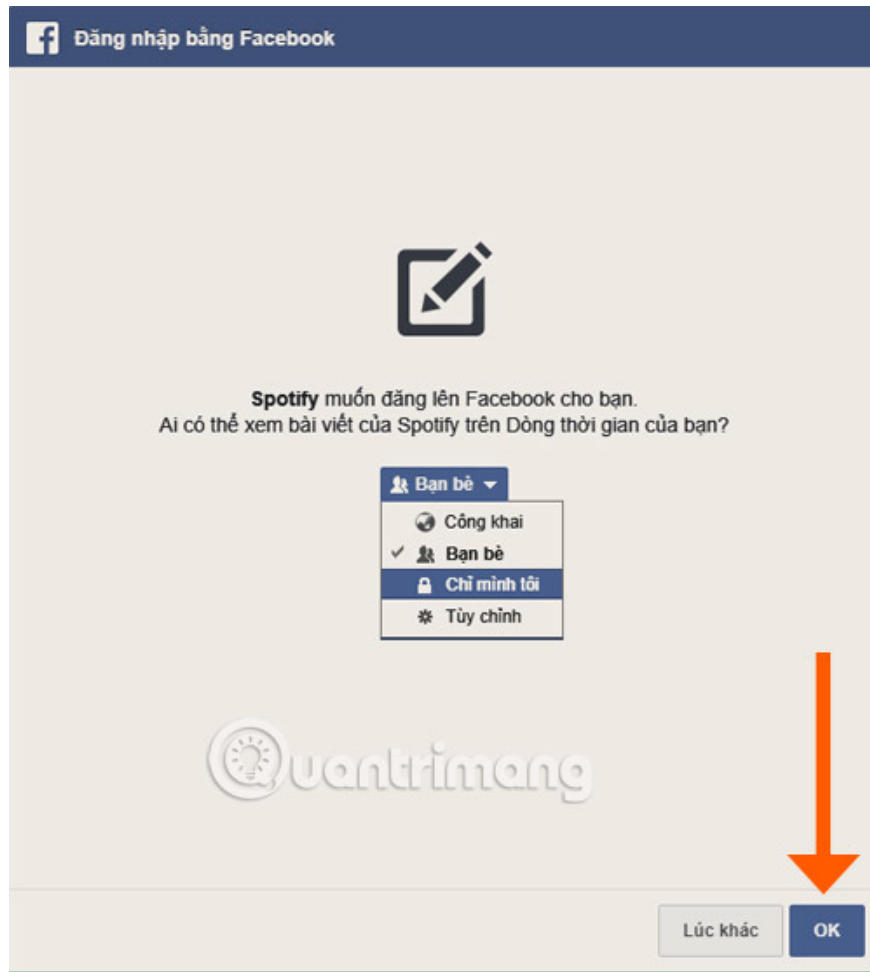 Đăng nhập bằng Facebook
Spotify muốn đăng lên Facebook cho bạn.
Ai có thể xem bài viết của Spotify trên Dòng thời gian của bạn?
Bạn bè
Công khai
Bạn bè
Chỉ mình tôi
Tùy chỉnh
Quantrimang
Lúc khác
OK